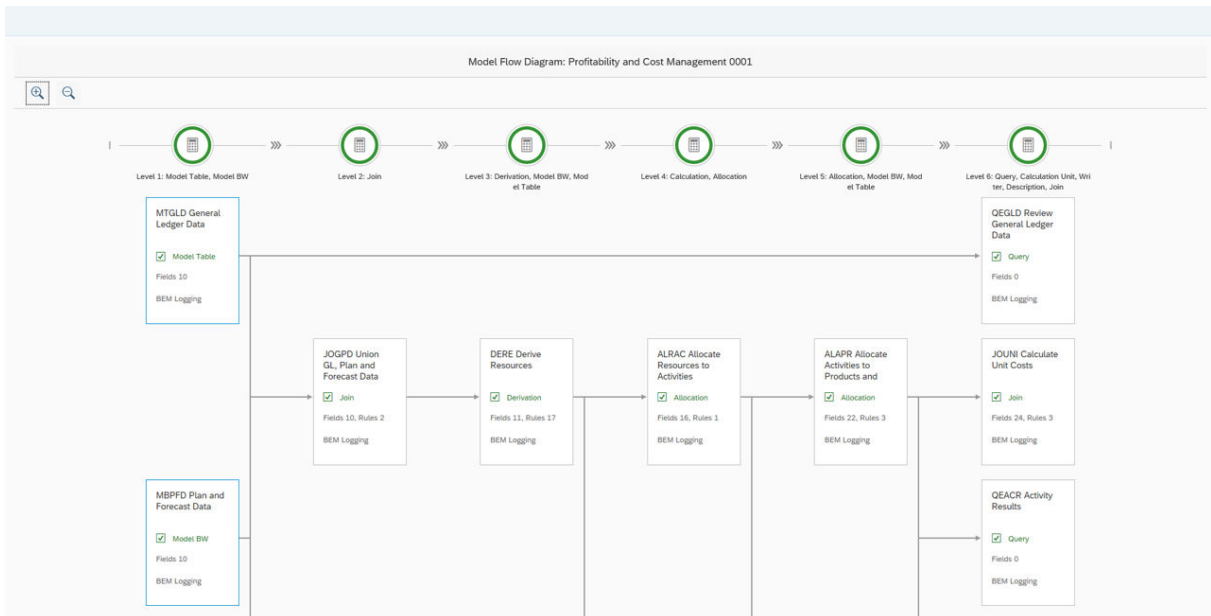 Model Flow Diagram: Profitability and Cost Management 0001
Level 1: Model Table, Model BW
Level 2: Join
Level 3: Derivation, Model BW, Mod
el Table
Level 4: Calculation, Allocation
Level 5: Allocation, Model BW, Mod
el Table
Level 6: Query, Calculation Unit, Wri
ter, Description, Join
MTGLD General
Ledger Data
Model Table
Fields 10
BEM Logging
QEGLD Review
General Ledger
Data
Query
Fields 0
BEM Logging
JOGPD Union
GL, Plan and
Forecast Data
Join
Fields 10, Rules 2
BEM Logging
DERE Derive
Resources
Derivation
Fields 11, Rules 17
BEM Logging
ALRAC Allocate
Resources to
Activities
Allocation
Fields 16, Rules 1
BEM Logging
ALAPR Allocate
Activities to
Products and
Allocation
Fields 22, Rules 3
BEM Logging
JOUNI Calculate
Unit Costs
Join
Fields 24, Rules 3
BEM Logging
MBPFD Plan and
Forecast Data
Model BW
Fields 10
BEM Logging
QEACR Activity
Results
Query
Fields 0
BEM Logging